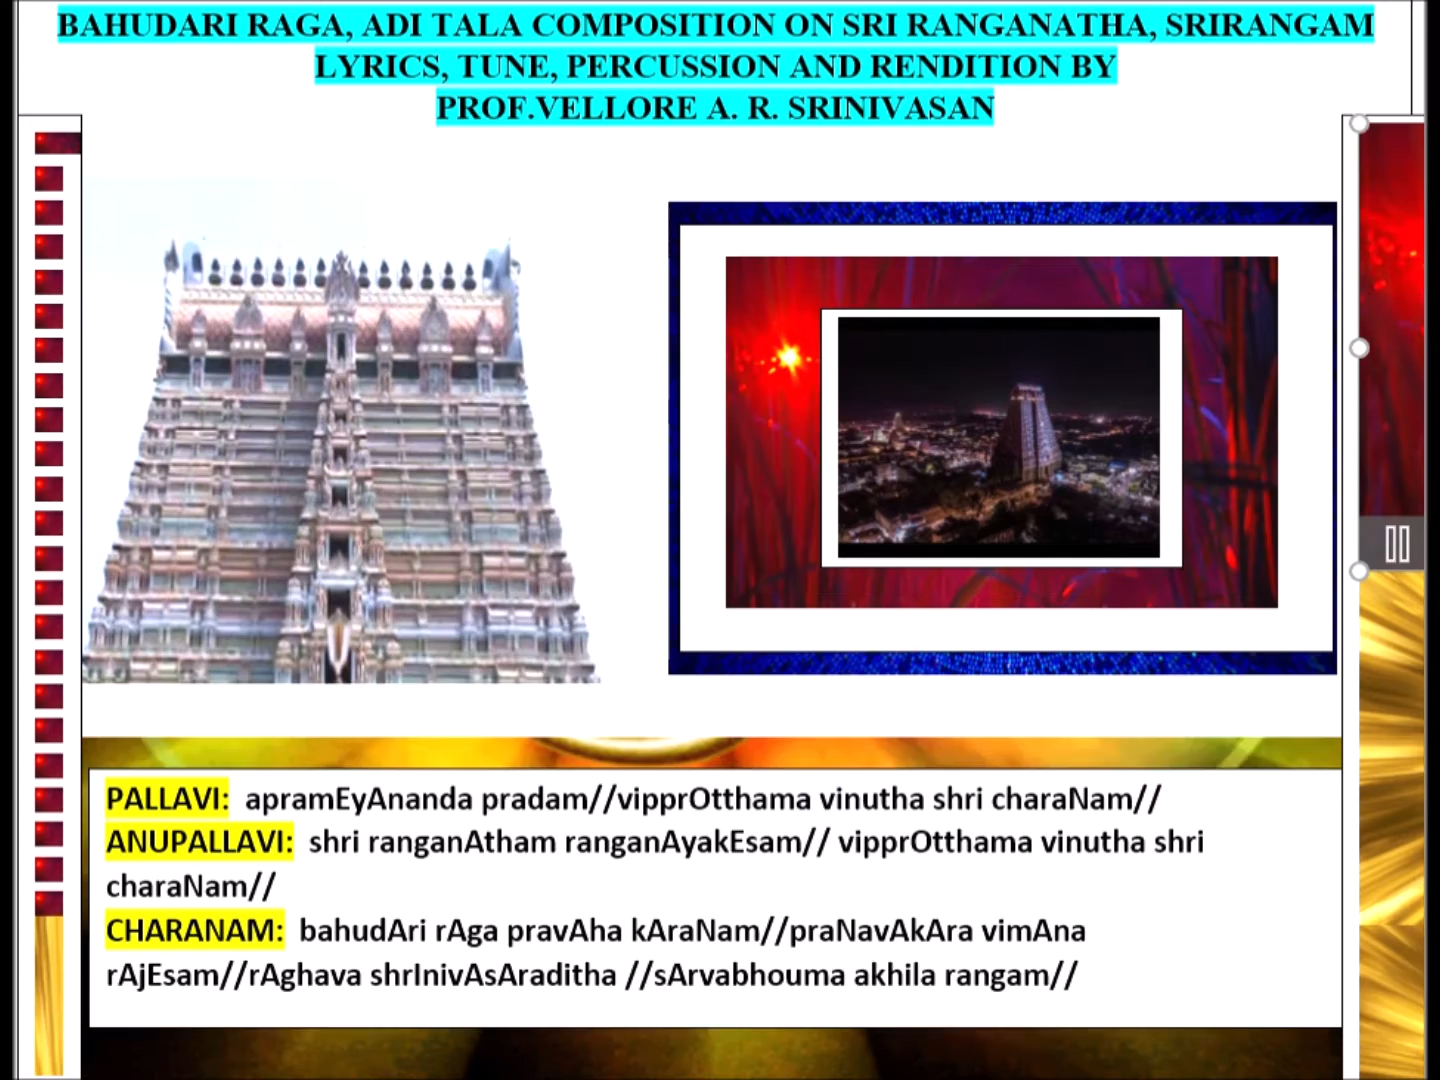 BAHUDARI RAGA, ADI TALA COMPOSITION ON SRI RANGANATHA, SRIRANGAM
LYRICS, TUNE, PERCUSSION AND RENDITION BY
PROF.VELLORE A. R. SRINIVASAN
PALLAVI: apramEyAnanda pradam//vipprOtthama vinutha shri charaNam//
ANUPALLAVI: shri ranganAtham ranganAyakEsam// vipprOtthama vinutha shri
charaNam//
CHARANAM: bahudAri rAga pravAha kAraNam//praNavAkAra vimAna
rAjEsam//rAghava shrInivAsAraditha //sArvabhouma akhila rangam//